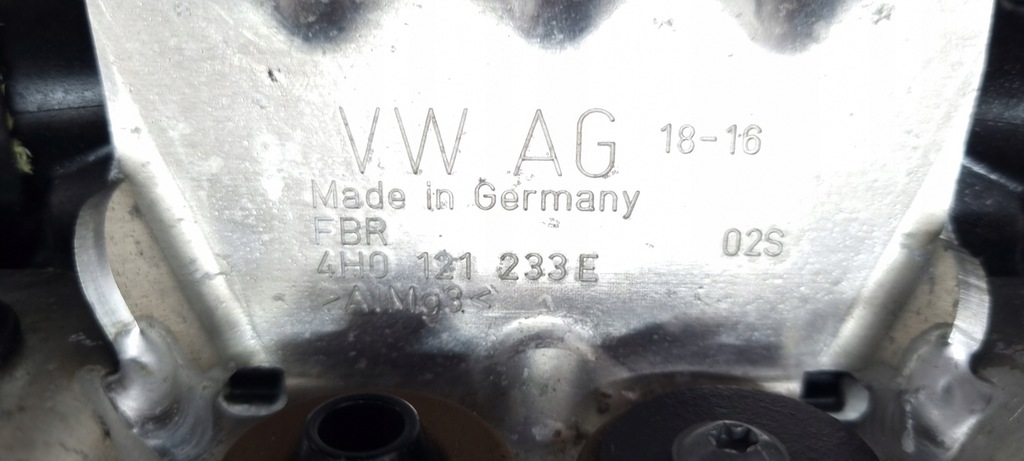 VW AG 18-16
Made in Germany
FBR
02S
4H0 121 233 E
>AlMg3<